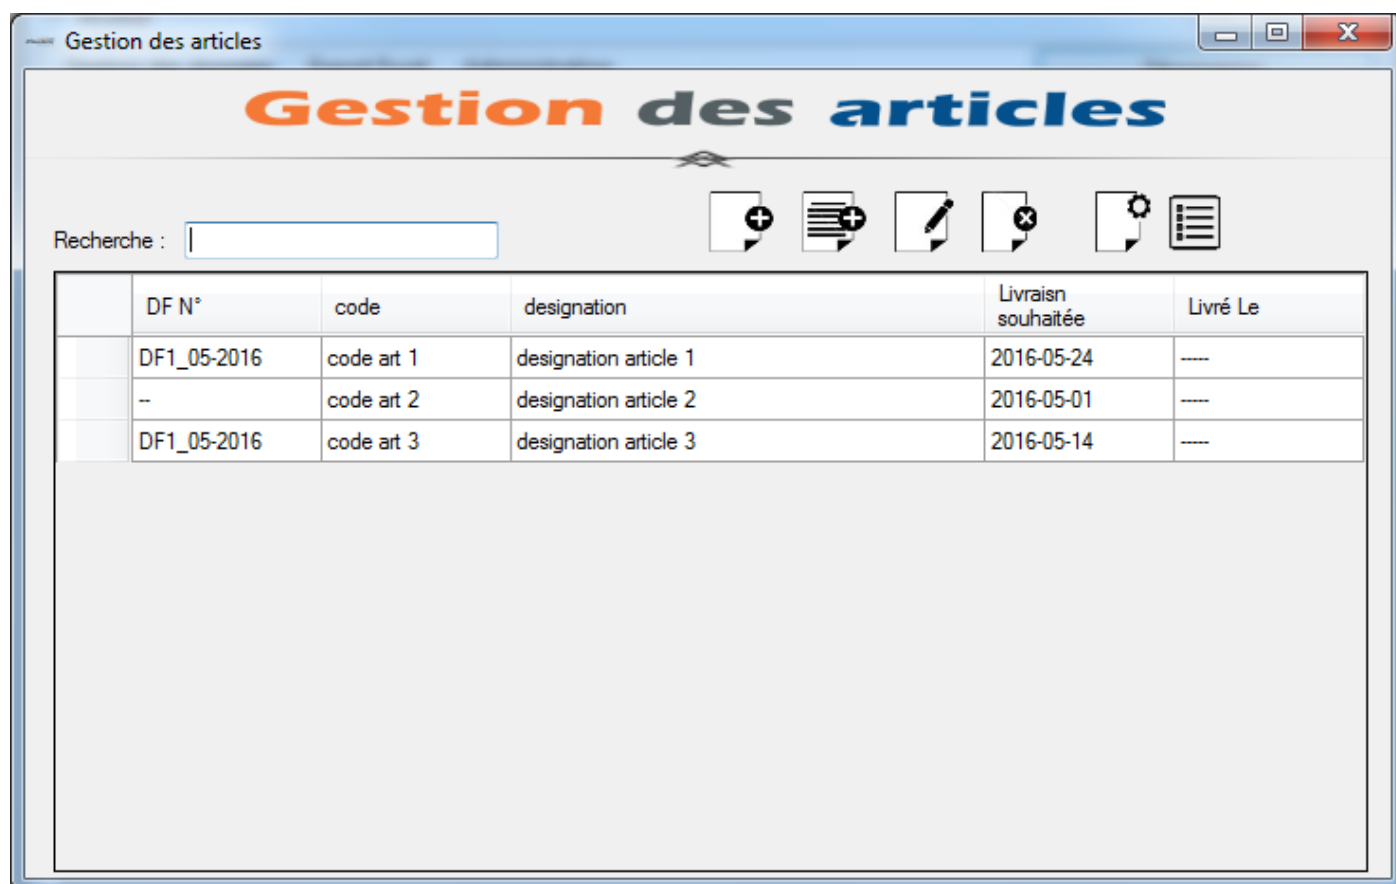 Gestion des articles
Gestion des articles
Recherche :
DF N° code designation Livraisn souhaitée Livré Le
DF1_05-2016 code art 1 designation article 1 2016-05-24 -----
-- code art 2 designation article 2 2016-05-01 -----
DF1_05-2016 code art 3 designation article 3 2016-05-14 -----